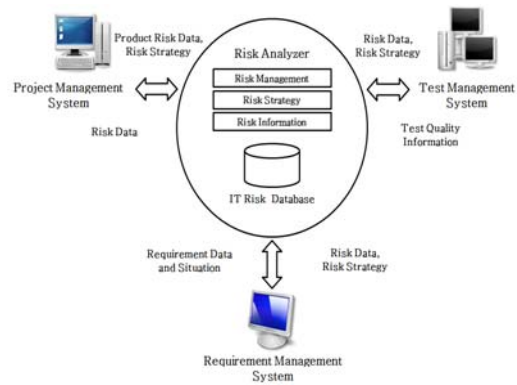 Product Risk Data,
Risk Strategy
Risk Analyzer
Risk Data,
Risk Strategy
Risk Management
Risk Strategy
Risk Information
Project Management
System
Test Management
System
Risk Data
Test Quality
Information
IT Risk Database
Requirement Data
and Situation
Risk Data,
Risk Strategy
Requirement Management
System